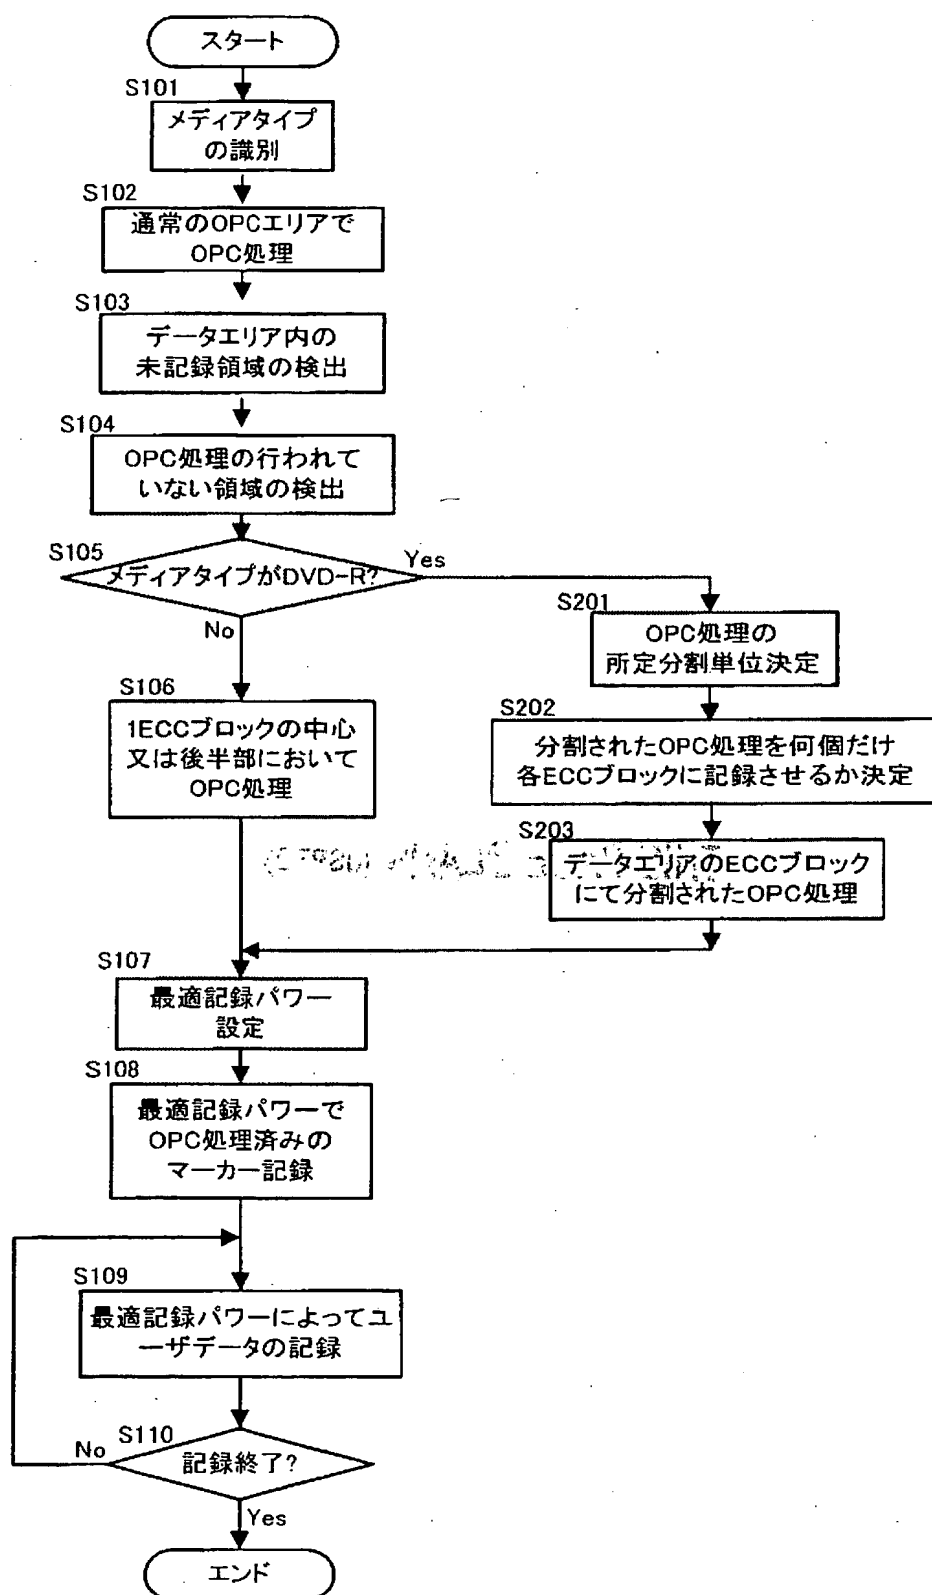 スタート
S101
メディアタイプ
の識別
S102
通常のOPCエリアで
OPC処理
S103
データエリア内の
未記録領域の検出
S104
OPC処理の行われて
いない領域の検出
S105
メディアタイプがDVD-R?
Yes
No
S201
OPC処理の
所定分割単位決定
S202
分割されたOPC処理を何個だけ
各ECCブロックに記録させるか決定
S203
データエリアのECCブロック
にて分割されたOPC処理
S106
1ECCブロックの中心
又は後半部において
OPC処理
S107
最適記録パワー
設定
S108
最適記録パワーで
OPC処理済みの
マーカー記録
S109
最適記録パワーによってユ
ーザデータの記録
S110
記録終了?
No
Yes
エンド